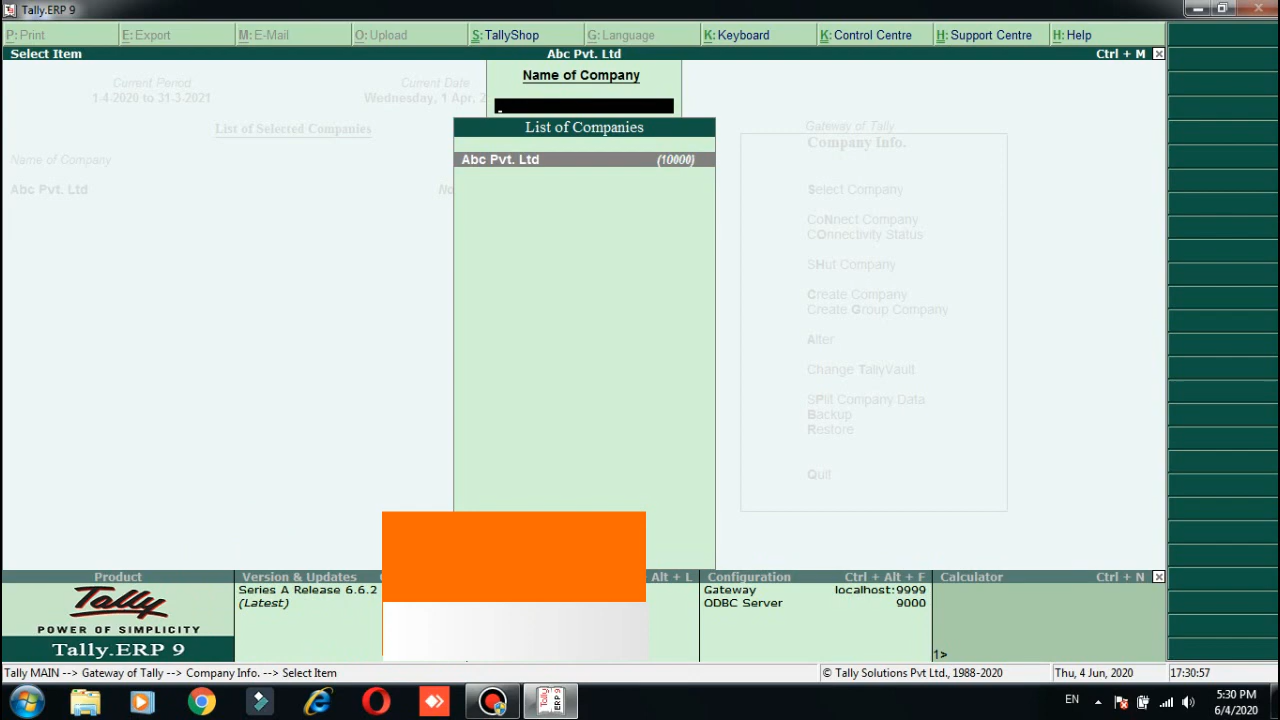 Tally.ERP 9
P: Print E: Export M: E-Mail O: Upload S: TallyShop G: Language K: Keyboard K: Control Centre H: Support Centre H: Help
Select Item Abc Pvt. Ltd Ctrl + M
Name of Company
Current Period Current Date
1-4-2020 to 31-3-2021 Wednesday, 1 Apr, 2
List of Selected Companies
Name of Company
Abc Pvt. Ltd No
List of Companies
Abc Pvt. Ltd (10000)
Gateway of Tally
Company Info.
Select Company
CoNnect Company
COnnectivity Status
SHut Company
Create Company
Create Group Company
Alter
Change TallyVault
SPlit Company Data
Backup
Restore
Quit
Product
Tally
POWER OF SIMPLICITY
Tally.ERP 9
Version & Updates
Series A Release 6.6.2
(Latest)
Alt + L
Configuration Ctrl + Alt + F
Gateway localhost:9999
ODBC Server 9000
Calculator Ctrl + N
1>
Tally MAIN --> Gateway of Tally --> Company Info. --> Select Item © Tally Solutions Pvt Ltd., 1988-2020 Thu, 4 Jun, 2020 17:30:57
Tally ERP 9
EN
5:30 PM
6/4/2020